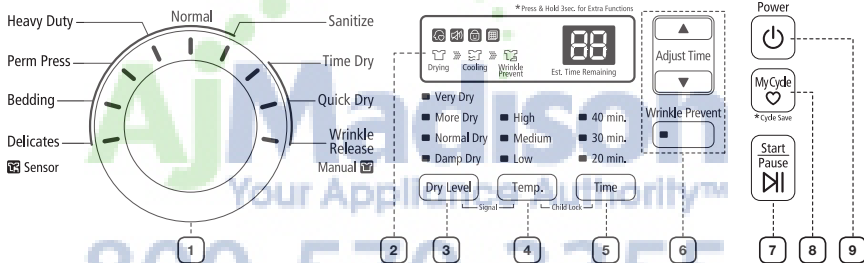 Heavy Duty
Normal
Sanitize
Perm Press
Time Dry
Bedding
Quick Dry
Delicates
Wrinkle
Release
Sensor
Manual
* Press & Hold 3sec. for Extra Functions
88
Drying
Cooling
Wrinkle
Prevent
Est. Time Remaining
Very Dry
More Dry
High
40 min.
Normal Dry
Medium
30 min.
Damp Dry
Low
20 min.
Dry Level
Temp.
Time
Signal
Child Lock
Adjust Time
Wrinkle Prevent
Power
My Cycle
* Cycle Save
Start
Pause
1
2
3
4
5
6
7
8
9
AjMadison
Your Appliance Authority™